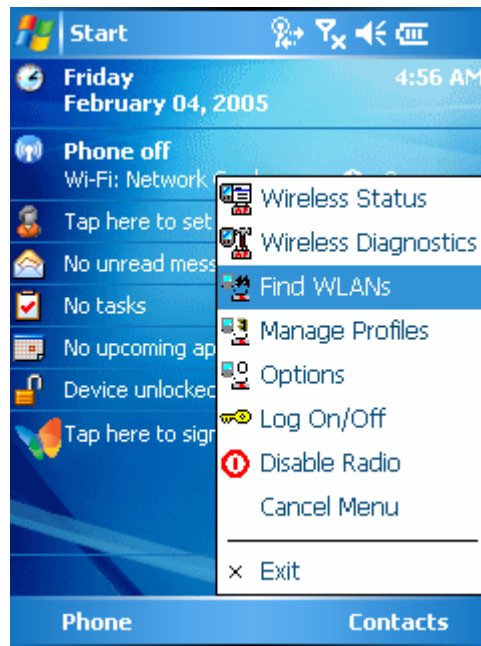 Start
Friday 4:56 AM
February 04, 2005
Phone off
Wi-Fi: Network
Tap here to set
No unread mess
No tasks
No upcoming ap
Device unlocked
Tap here to sign
Wireless Status
Wireless Diagnostics
Find WLANs
Manage Profiles
Options
Log On/Off
Disable Radio
Cancel Menu
Exit
Phone Contacts